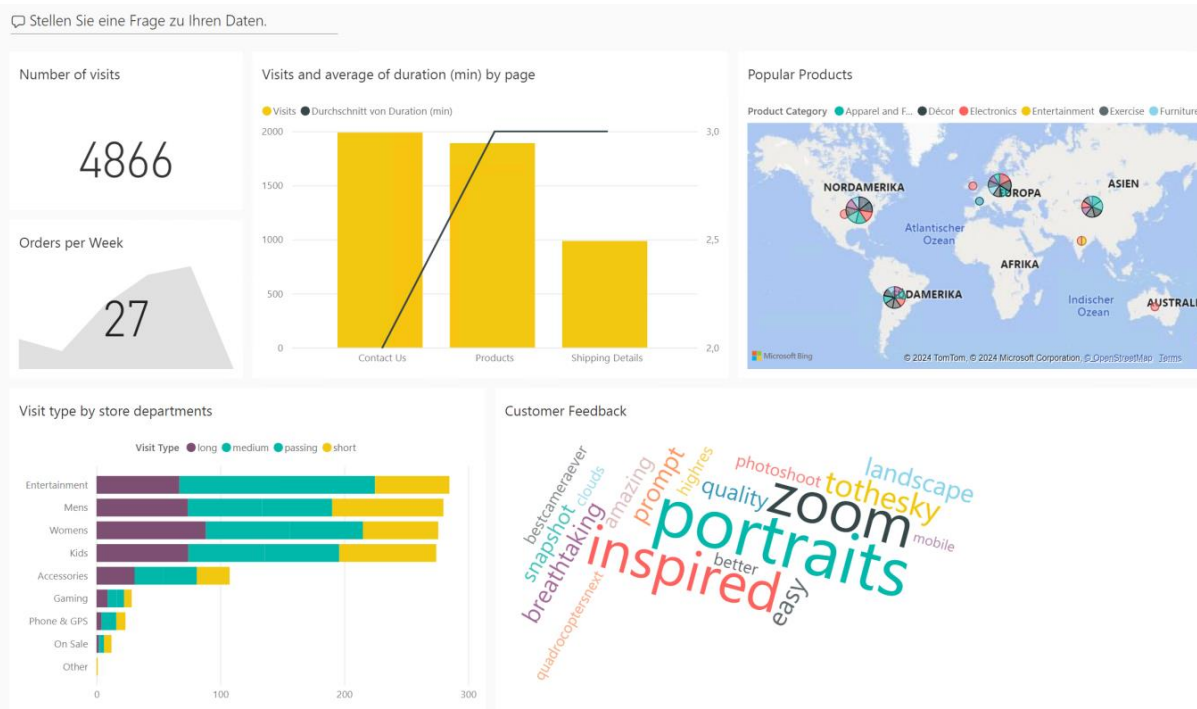 Stellen Sie eine Frage zu Ihren Daten.
Number of visits
4866
Orders per Week
27
Visits and average of duration (min) by page
Visits Durchschnitt von Duration (min)
2000 3,0
1500
1000 2,5
500
0 2,0
Contact Us Products Shipping Details
Popular Products
Product Category Apparel and F... Décor Electronics Entertainment Exercise Furniture
NORDAMERIKA
EUROPA
ASIEN
Atlantischer
Ozean
AFRIKA
DAMERIKA
Indischer
Ozean
AUSTRALI
Microsoft Bing
© 2024 TomTom, © 2024 Microsoft Corporation, © OpenStreetMap Terms
Visit type by store departments
Visit Type long medium passing short
Entertainment
Mens
Womens
Kids
Accessories
Gaming
Phone & GPS
On Sale
Other
0 100 200 300
Customer Feedback
bestcameraever
clouds
snapshot
breathtaking
amazing
prompt
highres
photoshoot
landscape
quality
zoom
tothesky
portraits
mobile
inspired
better
easy
quadrocoptersnext